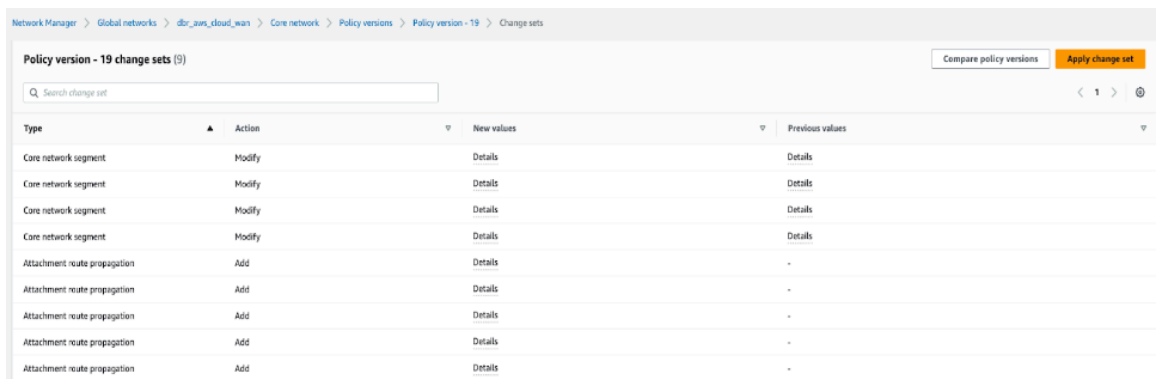 Network Manager > Global networks > dbr_aws_cloud_wan > Core network > Policy versions > Policy version - 19 > Change sets
Policy version - 19 change sets (9) Compare policy versions Apply change set
Search change set < 1 >
Type Action New values Previous values
Core network segment Modify Details Details
Core network segment Modify Details Details
Core network segment Modify Details Details
Core network segment Modify Details Details
Attachment route propagation Add Details -
Attachment route propagation Add Details -
Attachment route propagation Add Details -
Attachment route propagation Add Details -
Attachment route propagation Add Details -